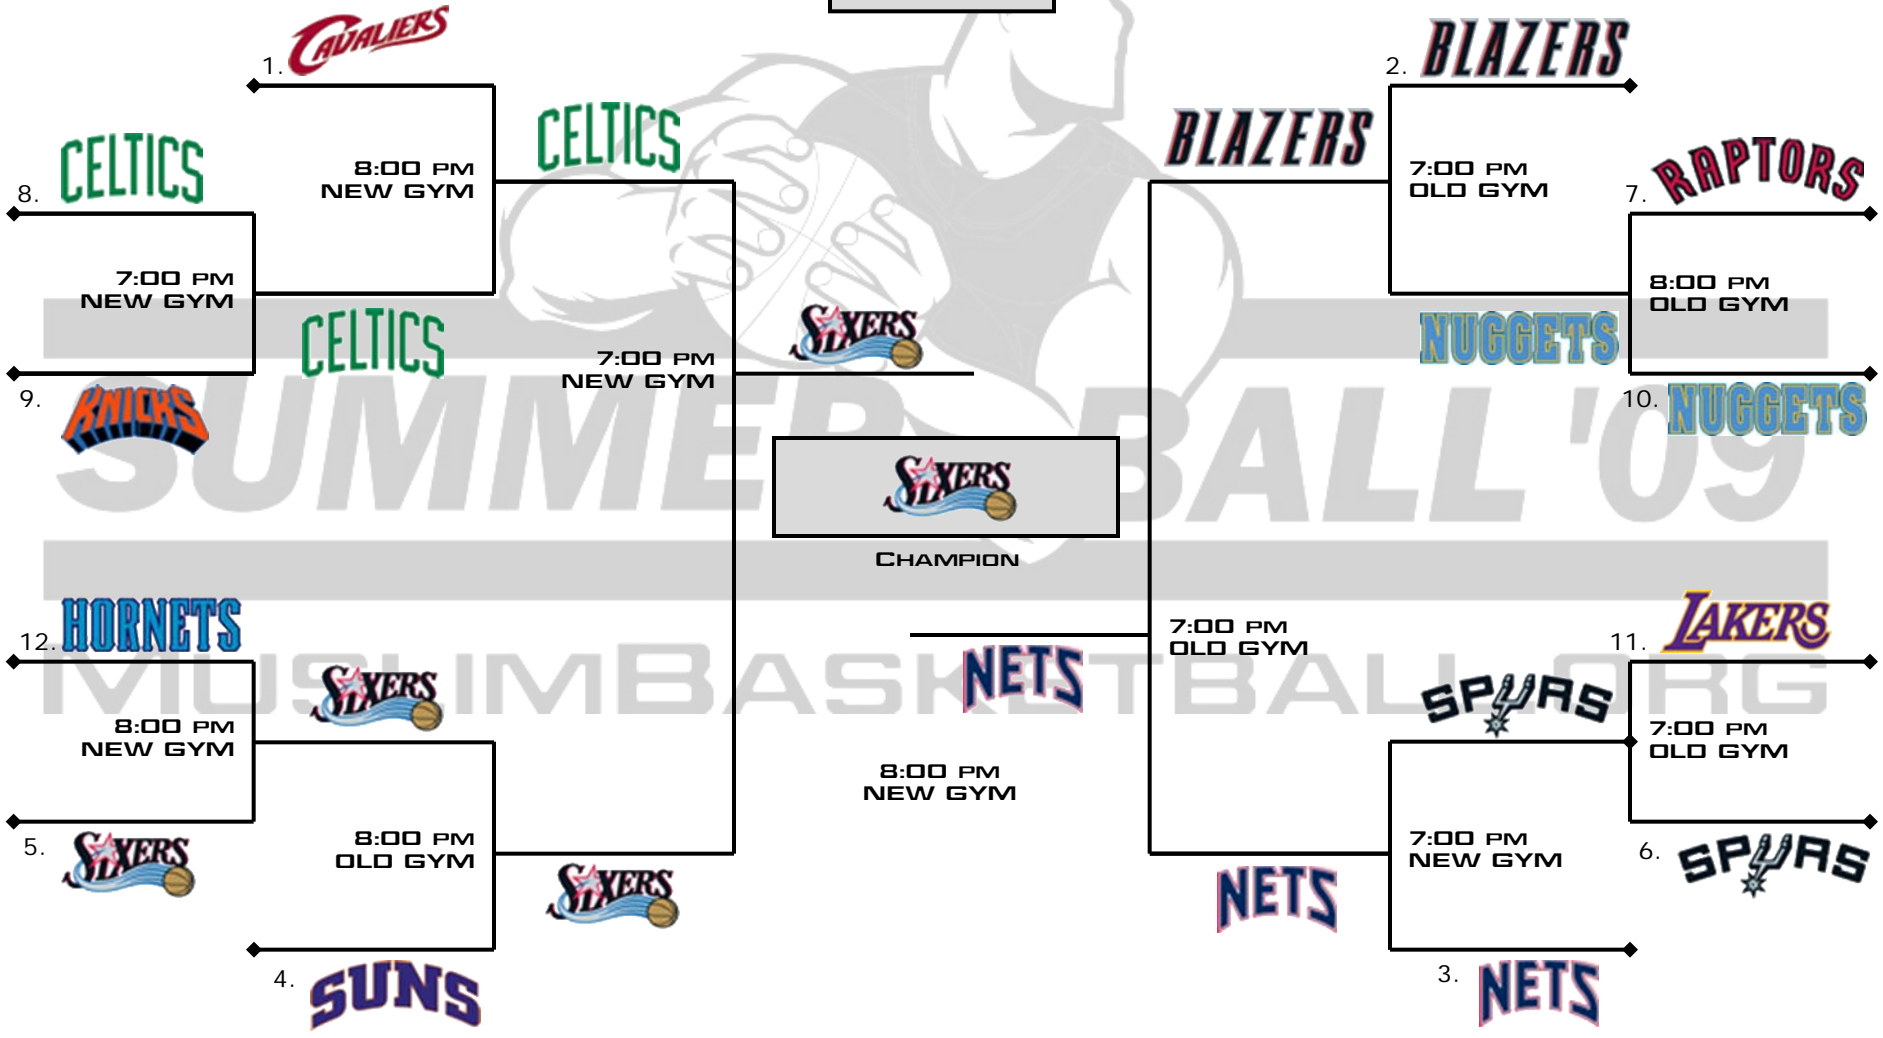 CAVALIERS
1.
BLAZERS
2.
CELTICS
8.
8:00 PM
NEW GYM
CELTICS
BLAZERS
7:00 PM
OLD GYM
RAPTORS
7.
7:00 PM
NEW GYM
8:00 PM
OLD GYM
CELTICS
7:00 PM
NEW GYM
SIXERS
NUGGETS
9.
KNICKS
10.
NUGGETS
SUMMER BALL '09
SIXERS
CHAMPION
HORNETS
12.
LAKERS
11.
MUSLIMBASKETBALL.ORG
SIXERS
7:00 PM
OLD GYM
NETS
SPURS
8:00 PM
NEW GYM
7:00 PM
OLD GYM
8:00 PM
NEW GYM
5.
SIXERS
8:00 PM
OLD GYM
SIXERS
NETS
7:00 PM
NEW GYM
6.
SPURS
4.
SUNS
3.
NETS